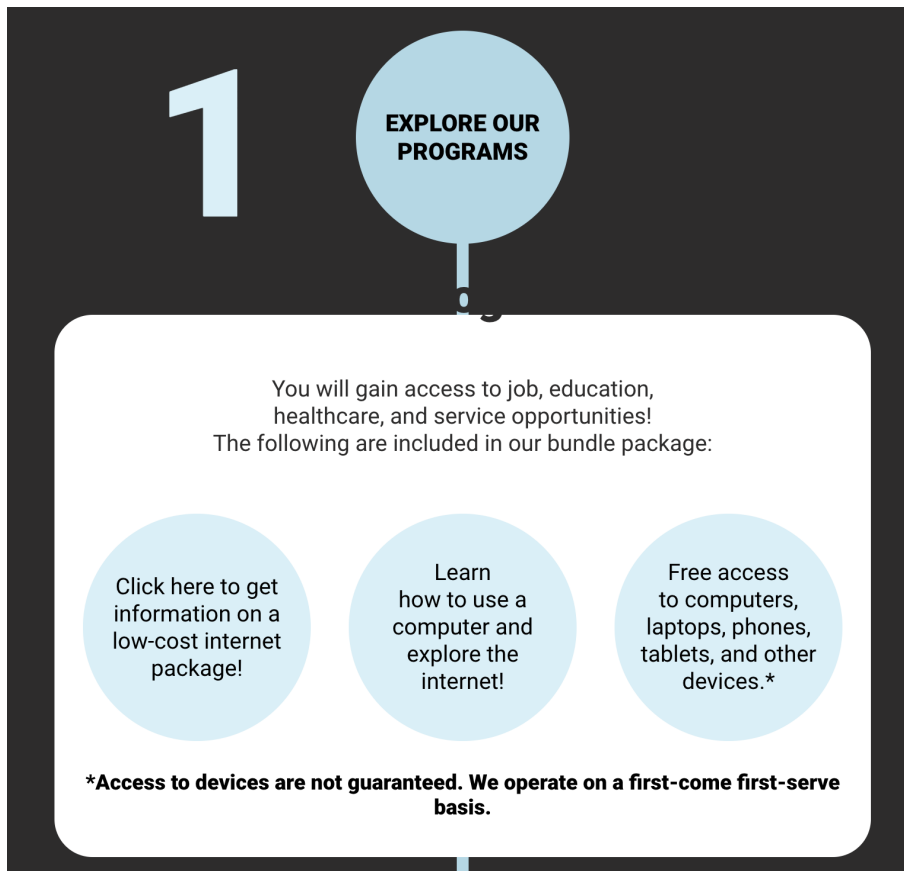 1
EXPLORE OUR
PROGRAMS
You will gain access to job, education,
healthcare, and service opportunities!
The following are included in our bundle package:
Click here to get
information on a
low-cost internet
package!
Learn
how to use a
computer and
explore the
internet!
Free access
to computers,
laptops, phones,
tablets, and other
devices.*
*Access to devices are not guaranteed. We operate on a first-come first-serve
basis.